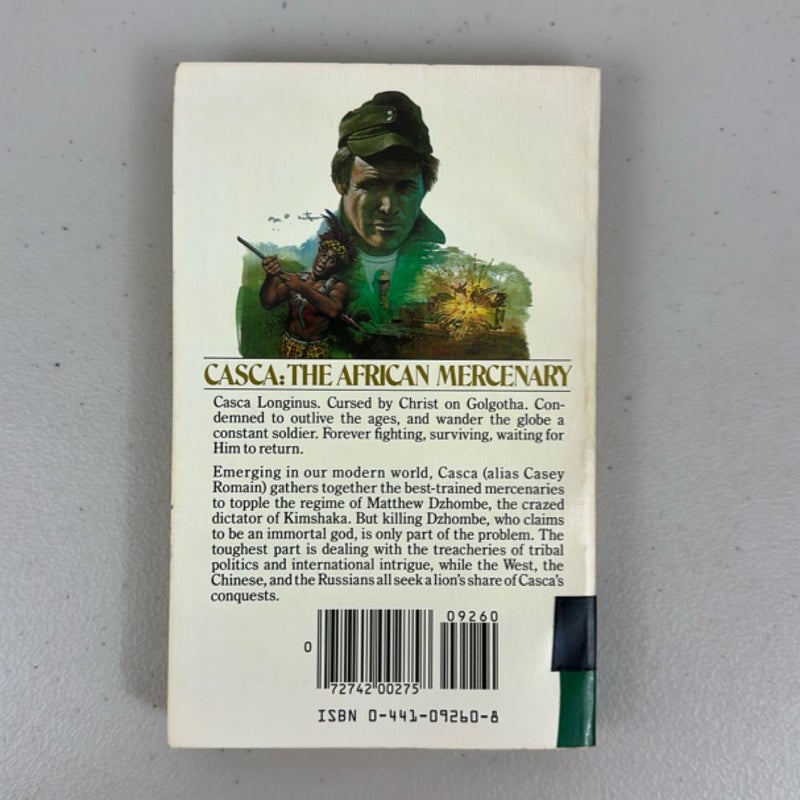 CASCA: THE AFRICAN MERCENARY
Casca Longinus. Cursed by Christ on Golgotha. Con-
demned to outlive the ages, and wander the globe a
constant soldier. Forever fighting, surviving, waiting for
Him to return.
Emerging in our modern world, Casca (alias Casey
Romain) gathers together the best-trained mercenaries
to topple the regime of Matthew Dzhombe, the crazed
dictator of Kimshaka. But killing Dzhombe, who claims
to be an immortal god, is only part of the problem. The
toughest part is dealing with the treacheries of tribal
politics and international intrigue, while the West, the
Chinese, and the Russians all seek a lion's share of Casca's
conquests.
09260
0
72742 00275
ISBN 0-441-09260-8